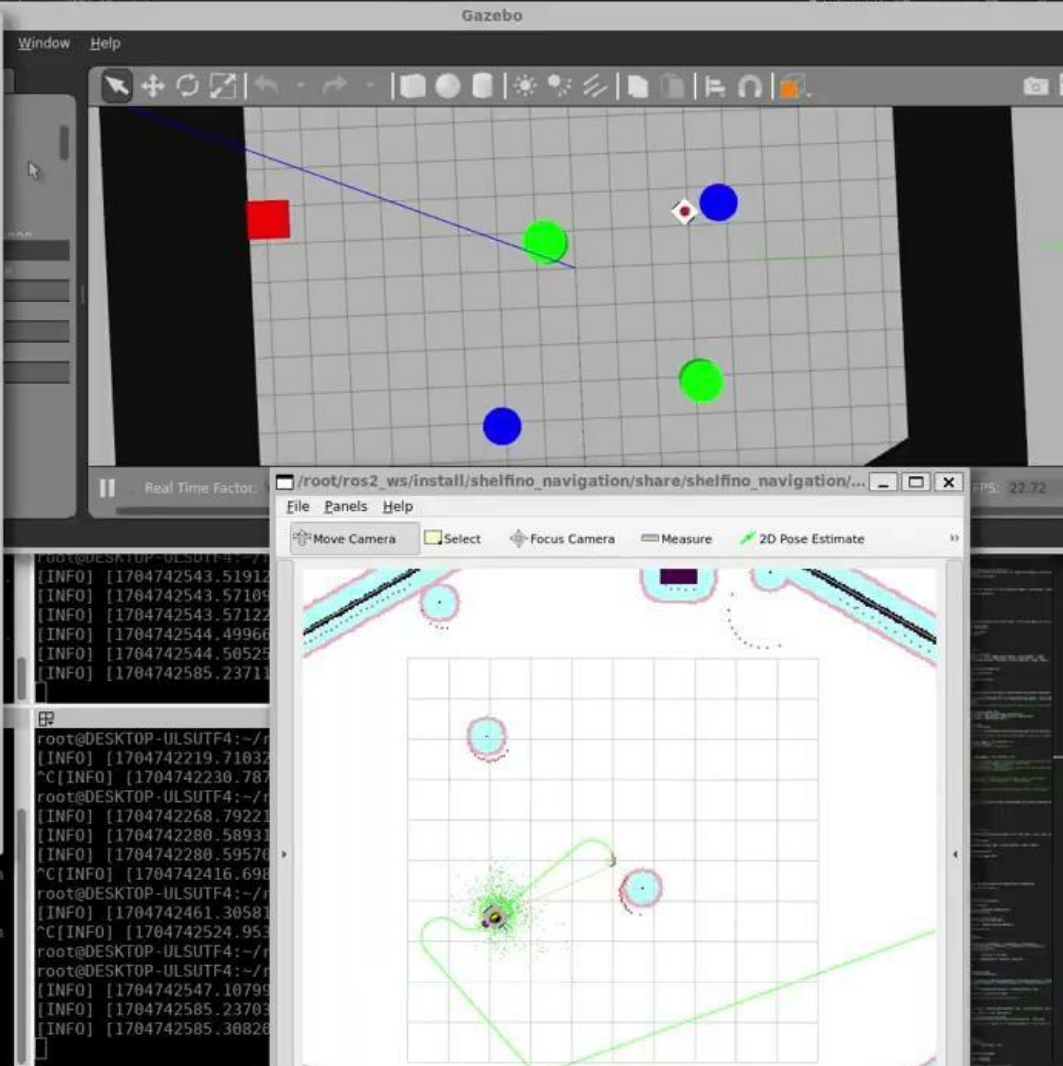 Gazebo
Window Help
Real Time Factor:
FPS: 22.72
/root/ros2_ws/install/shelfino_navigation/share/shelfino_navigation/...
File Panels Help
Move Camera Select Focus Camera Measure 2D Pose Estimate »
root@DESKTOP-ULSUTF4:~/r
[INFO] [1704742543.51912
[INFO] [1704742543.57109
[INFO] [1704742543.57122
[INFO] [1704742544.49966
[INFO] [1704742544.50525
[INFO] [1704742585.23711
root@DESKTOP-ULSUTF4:~/r
[INFO] [1704742219.71032
^C[INFO] [1704742230.787
root@DESKTOP-ULSUTF4:~/r
[INFO] [1704742268.79221
[INFO] [1704742280.58931
[INFO] [1704742280.59570
^C[INFO] [1704742416.698
root@DESKTOP-ULSUTF4:~/r
[INFO] [1704742461.30581
^C[INFO] [1704742524.953
root@DESKTOP-ULSUTF4:~/r
root@DESKTOP-ULSUTF4:~/r
[INFO] [1704742547.10799
[INFO] [1704742585.23703
[INFO] [1704742585.30820